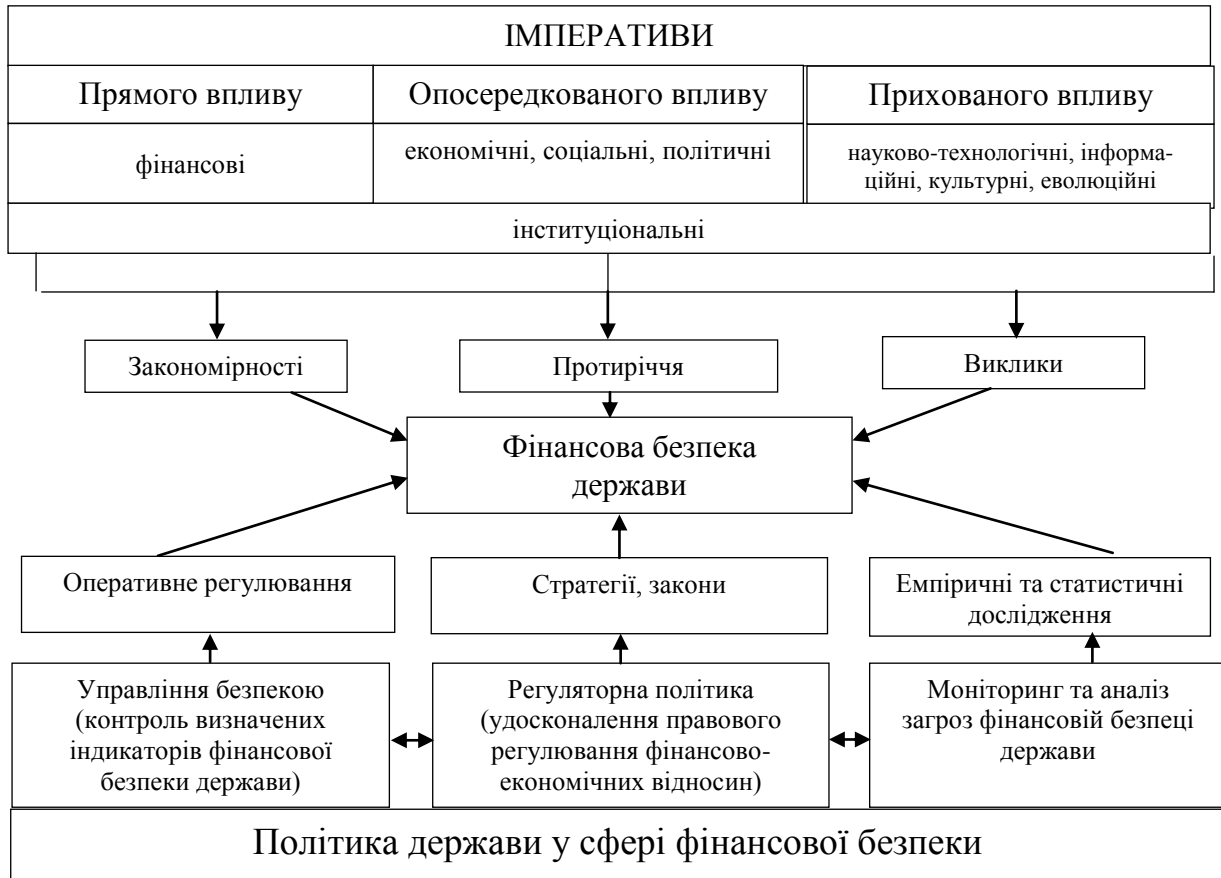 ІМПЕРАТИВИ
Прямого впливу
Опосередкованого впливу
Прихованого впливу
фінансові
економічні, соціальні, політичні
науково-технологічні, інформа-
ційні, культурні, еволюційні
інституціональні
Закономірності
Протиріччя
Виклики
Фінансова безпека
держави
Оперативне регулювання
Стратегії, закони
Емпіричні та статистичні
дослідження
Управління безпекою
(контроль визначених
індикаторів фінансової
безпеки держави)
Регуляторна політика
(удосконалення правового
регулювання фінансово-
економічних відносин)
Моніторинг та аналіз
загроз фінансовій безпеці
держави
Політика держави у сфері фінансової безпеки